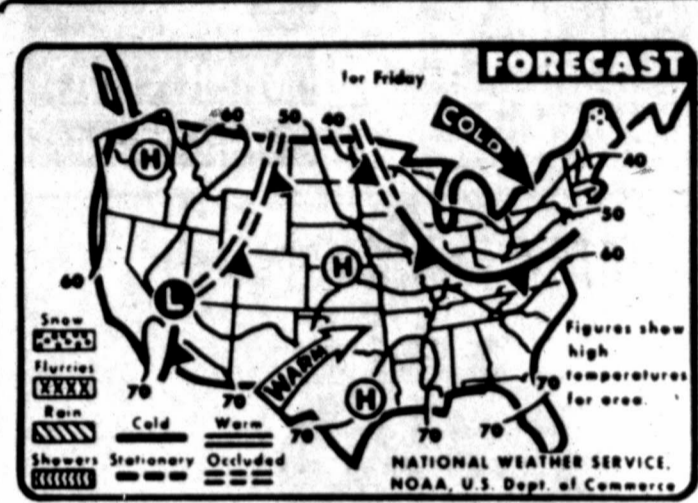 FORECAST
for Friday
60 50 40
COLD
H
40
50
60
H
60
L
Snow
Flurries
Figures show
high
temperatures
for area.
WARM
H
70
70
70
70
70
70
Rain
Cold Warm
Showers Stationary Occluded
NATIONAL WEATHER SERVICE,
NOAA, U.S. Dept. of Commerce